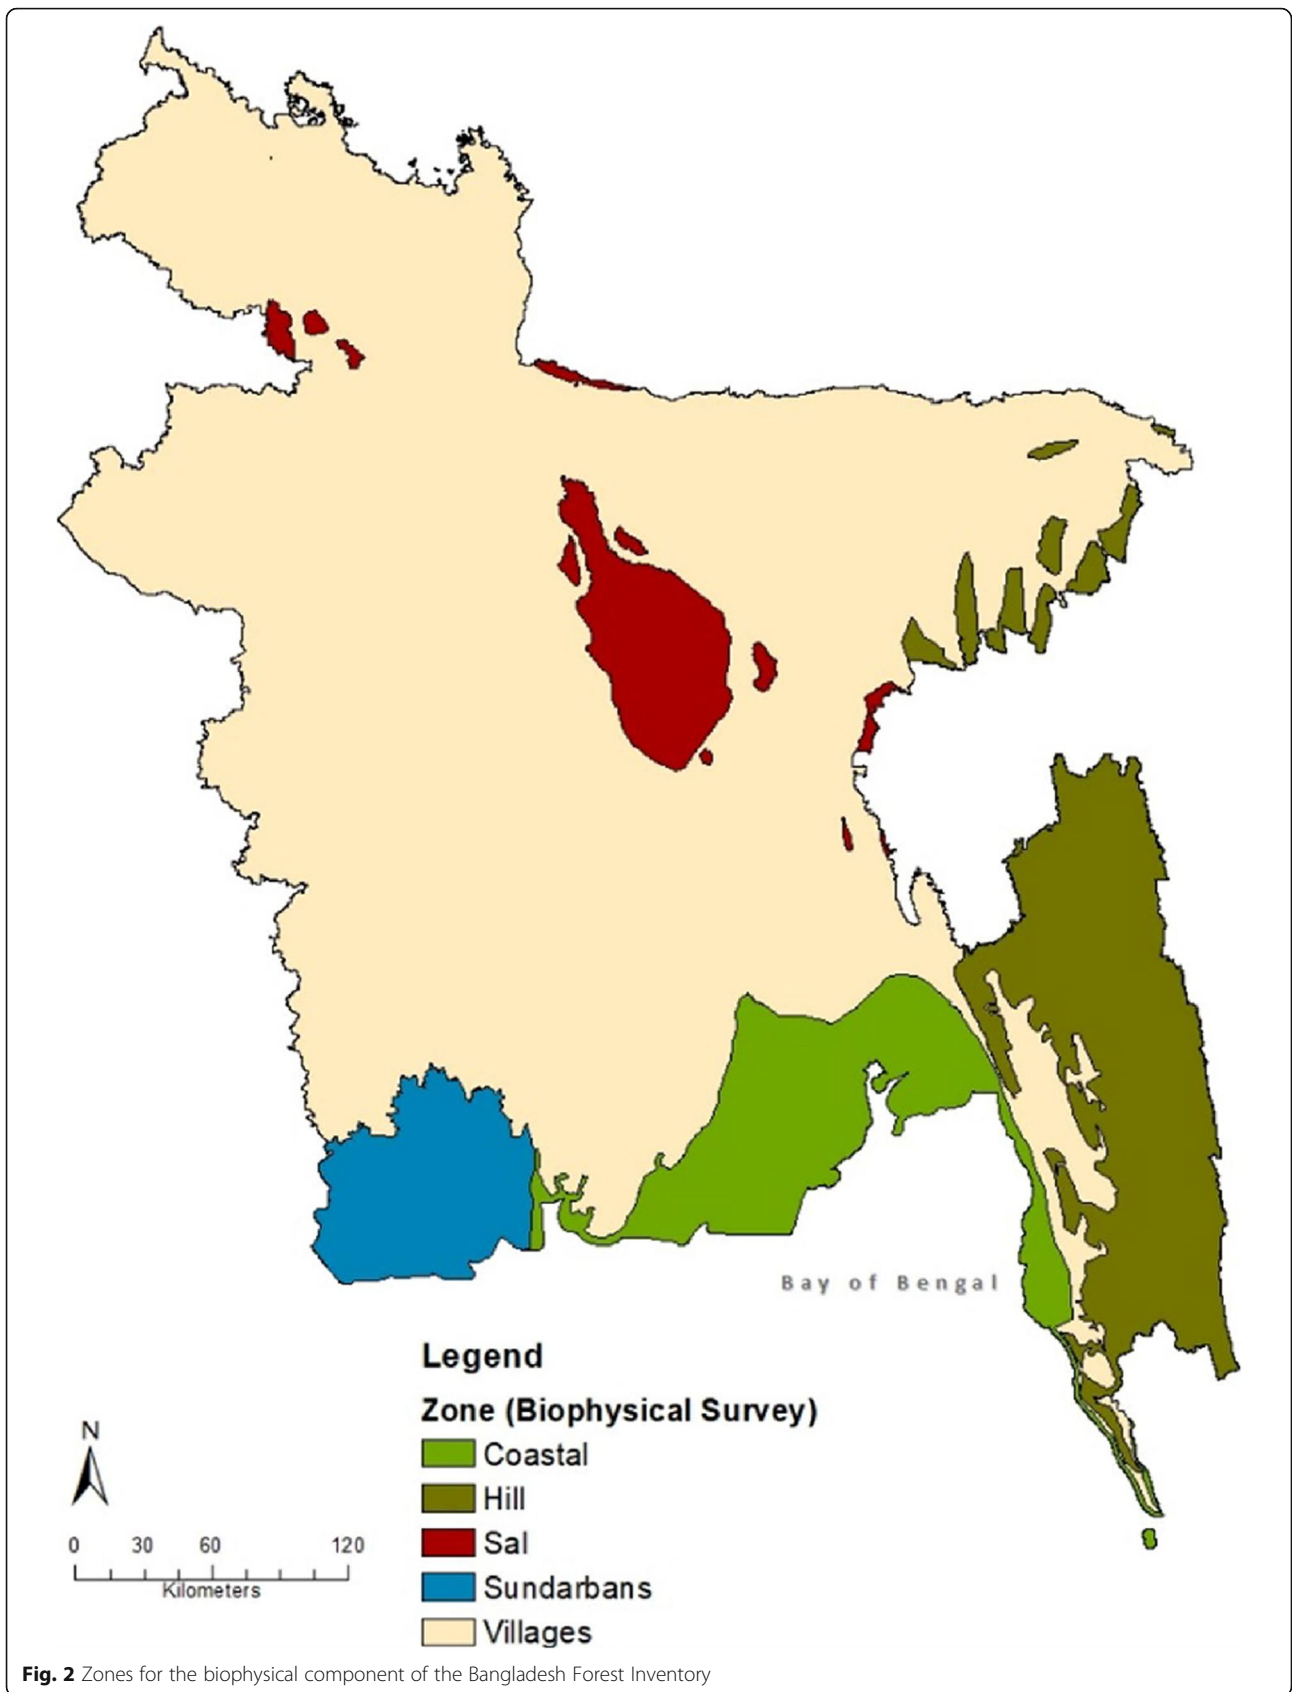 Bay of Bengal
Legend
Zone (Biophysical Survey)
Coastal
Hill
Sal
Sundarbans
Villages
N
0 30 60 120
Kilometers
Fig. 2 Zones for the biophysical component of the Bangladesh Forest Inventory